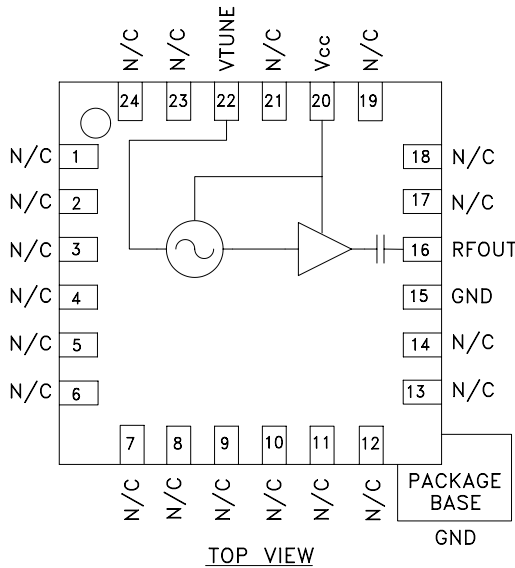 N/C
N/C
VTUNE
N/C
Vcc
N/C
24
23
22
21
20
19
N/C 1
18 N/C
N/C 2
17 N/C
N/C 3
16 RFOUT
N/C 4
15 GND
N/C 5
14 N/C
N/C 6
13 N/C
7
8
9
10
11
12
N/C
N/C
N/C
N/C
N/C
N/C
PACKAGE
BASE
GND
TOP VIEW